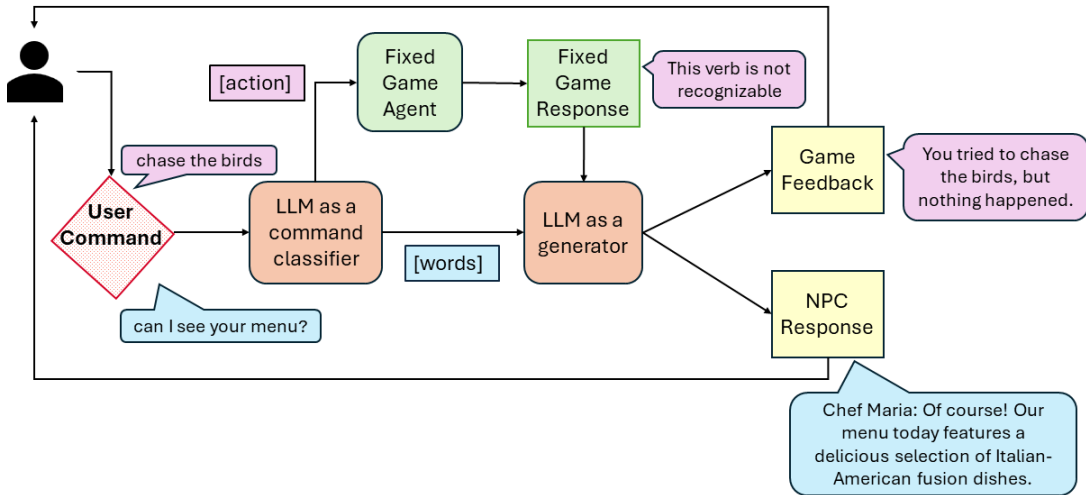 [action]
Fixed
Game
Agent
Fixed
Game
Response
This verb is not
recognizable
chase the birds
User
Command
LLM as a
command
classifier
[words]
LLM as a
generator
Game
Feedback
You tried to chase
the birds, but
nothing happened.
can I see your menu?
NPC
Response
Chef Maria: Of course! Our
menu today features a
delicious selection of Italian-
American fusion dishes.